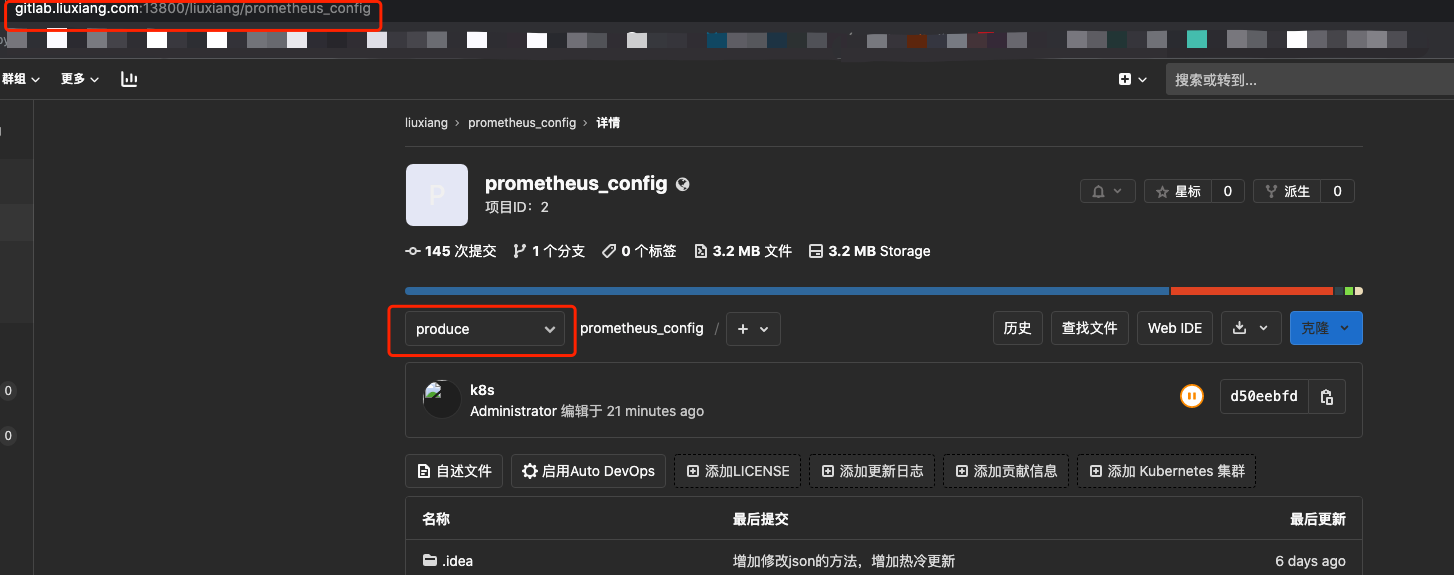 gitlab.liuxiang.com:13800/liuxiang/prometheus_config
群组 更多 搜索或转到...
liuxiang › prometheus_config › 详情
P
prometheus_config
项目ID：2
星标 0 派生 0
145 次提交 1 个分支 0 个标签 3.2 MB 文件 3.2 MB Storage
produce prometheus_config / + 历史 查找文件 Web IDE 克隆
k8s
Administrator 编辑于 21 minutes ago
d50eebfd
0
自述文件 启用Auto DevOps 添加LICENSE 添加更新日志 添加贡献信息 添加 Kubernetes 集群
0
名称 最后提交 最后更新
.idea 增加修改json的方法，增加热冷更新 6 days ago